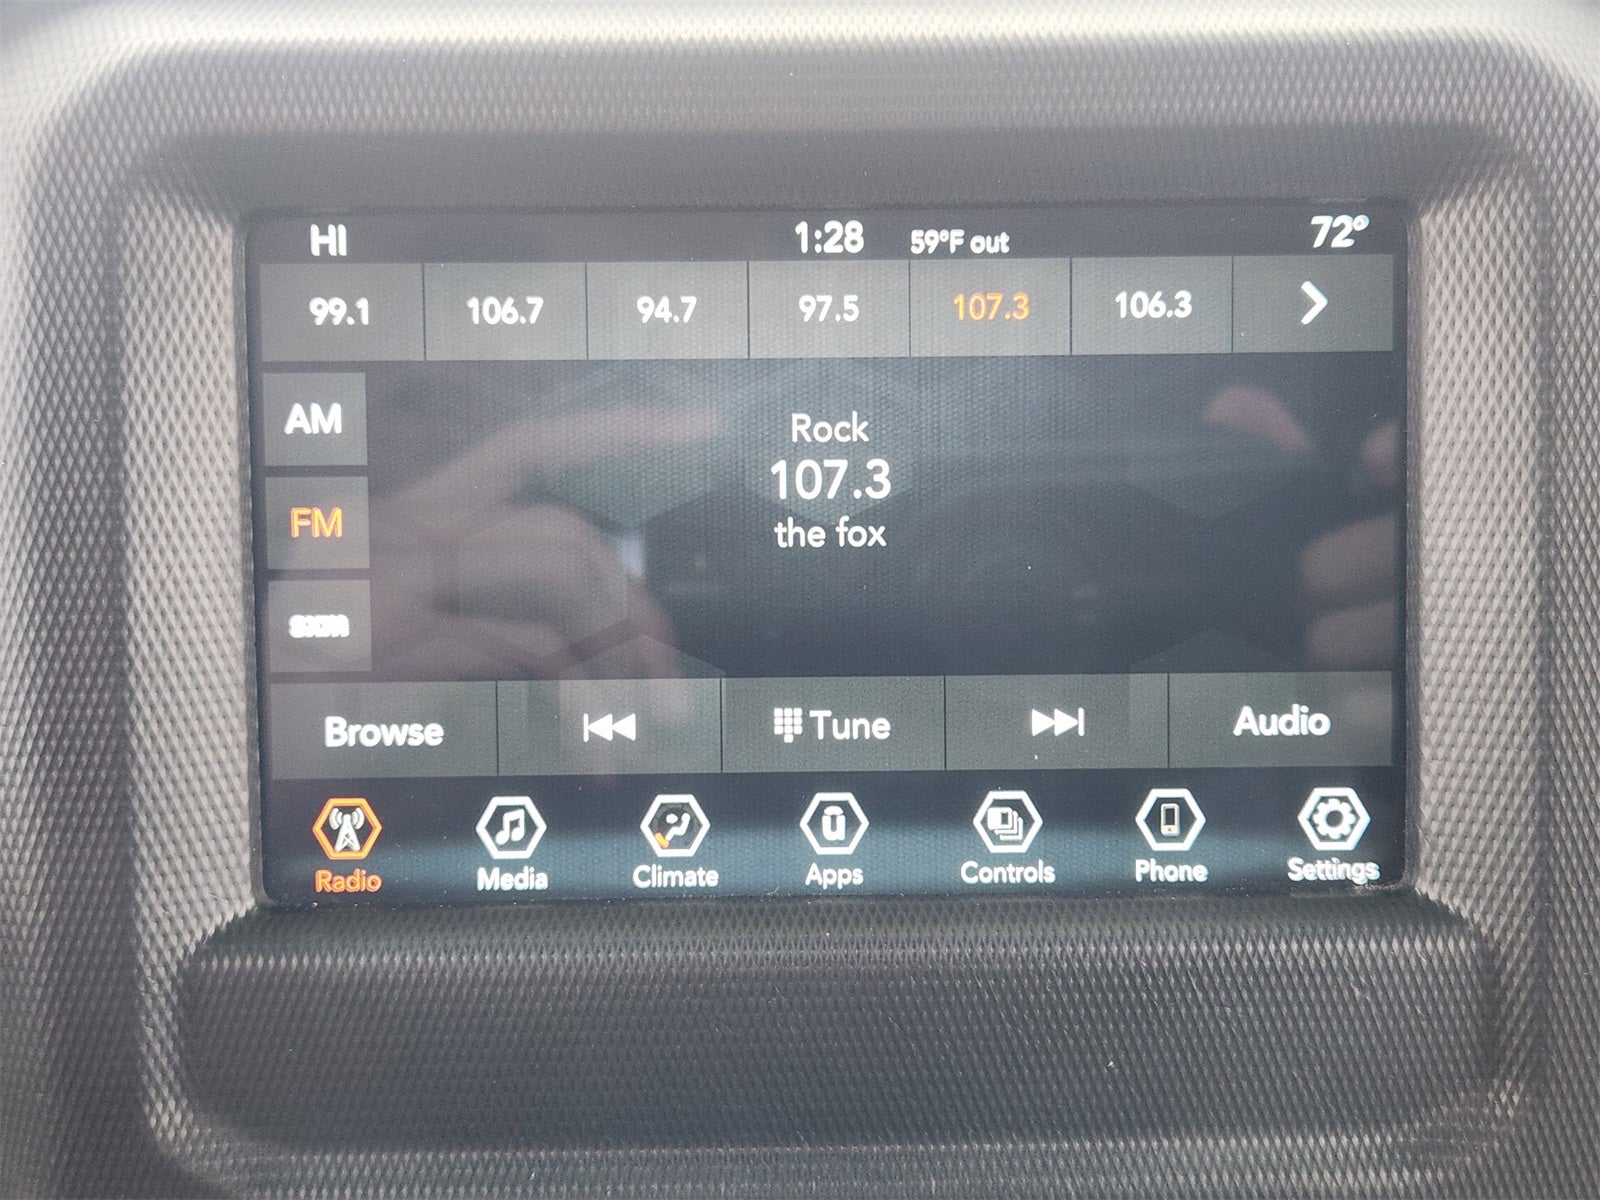 HI 1:28 59°F out 72°
99.1 106.7 94.7 97.5 107.3 106.3
AM
Rock
107.3
FM
the fox
sxm
Browse Tune Audio
Radio Media Climate Apps Controls Phone Settings